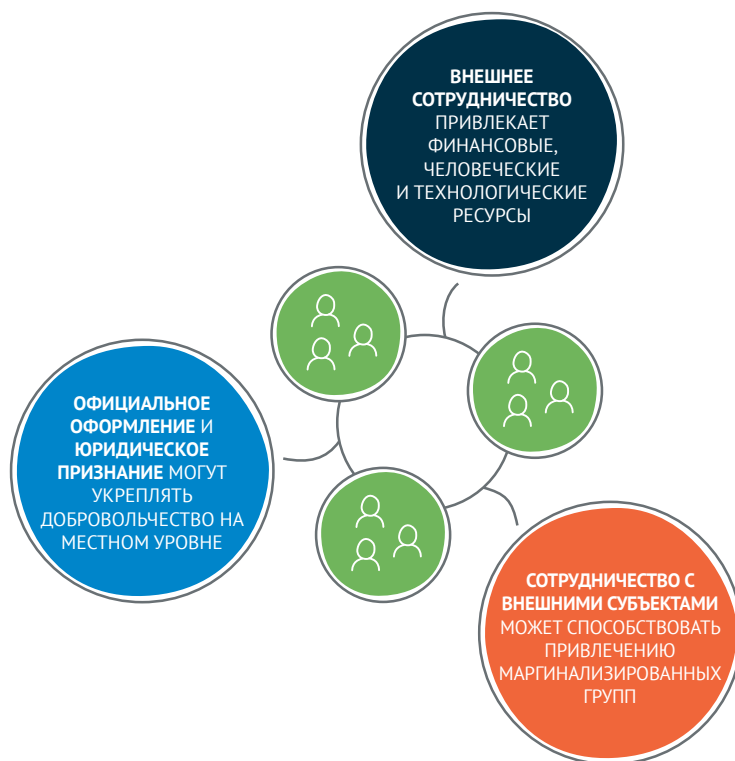 ВНЕШНЕЕ
СОТРУДНИЧЕСТВО
ПРИВЛЕКАЕТ
ФИНАНСОВЫЕ,
ЧЕЛОВЕЧЕСКИЕ
И ТЕХНОЛОГИЧЕСКИЕ
РЕСУРСЫ
ОФИЦИАЛЬНОЕ
ОФОРМЛЕНИЕ И
ЮРИДИЧЕСКОЕ
ПРИЗНАНИЕ МОГУТ
УКРЕПЛЯТЬ
ДОБРОВОЛЬЧЕСТВО НА
МЕСТНОМ УРОВНЕ
СОТРУДНИЧЕСТВО С
ВНЕШНИМИ СУБЪЕКТАМИ
МОЖЕТ СПОСОБСТВОВАТЬ
ПРИВЛЕЧЕНИЮ
МАРГИНАЛИЗИРОВАННЫХ
ГРУПП